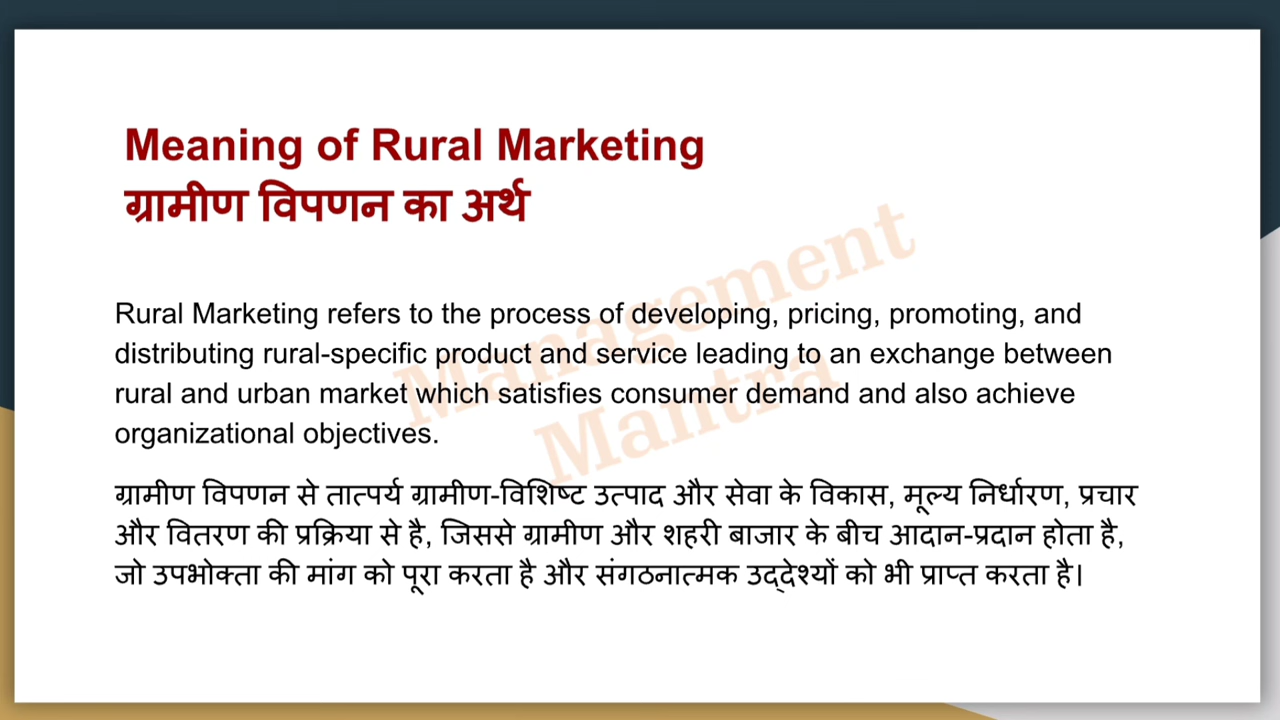 Meaning of Rural Marketing
ग्रामीण विपणन का अर्थ
Rural Marketing refers to the process of developing, pricing, promoting, and
distributing rural-specific product and service leading to an exchange between
rural and urban market which satisfies consumer demand and also achieve
organizational objectives.
ग्रामीण विपणन से तात्पर्य ग्रामीण-विशिष्ट उत्पाद और सेवा के विकास, मूल्य निर्धारण, प्रचार
और वितरण की प्रक्रिया से है, जिससे ग्रामीण और शहरी बाजार के बीच आदान-प्रदान होता है,
जो उपभोक्ता की मांग को पूरा करता है और संगठनात्मक उद्देश्यों को भी प्राप्त करता है।
Management
Mantra